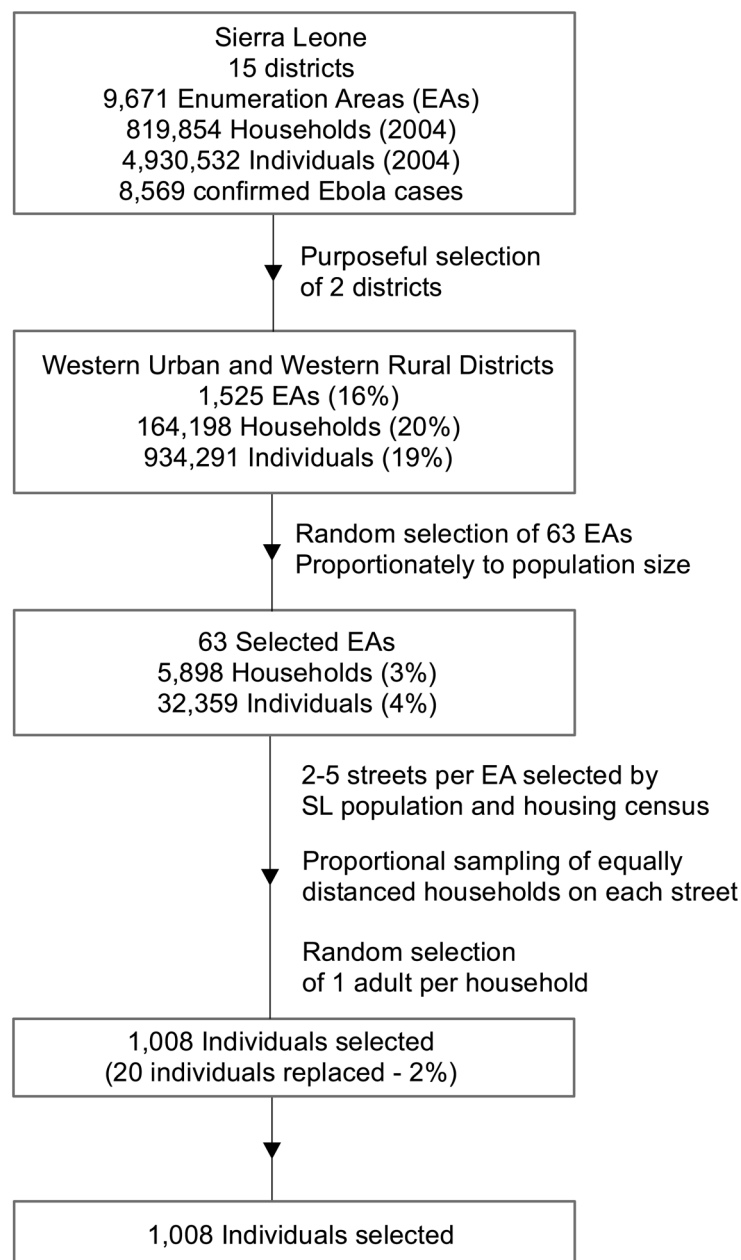 Sierra Leone
15 districts
9,671 Enumeration Areas (EAs)
819,854 Households (2004)
4,930,532 Individuals (2004)
8,569 confirmed Ebola cases
Purposeful selection
of 2 districts
Western Urban and Western Rural Districts
1,525 EAs (16%)
164,198 Households (20%)
934,291 Individuals (19%)
Random selection of 63 EAs
Proportionately to population size
63 Selected EAs
5,898 Households (3%)
32,359 Individuals (4%)
2-5 streets per EA selected by
SL population and housing census
Proportional sampling of equally
distanced households on each street
Random selection
of 1 adult per household
1,008 Individuals selected
(20 individuals replaced - 2%)
1,008 Individuals selected